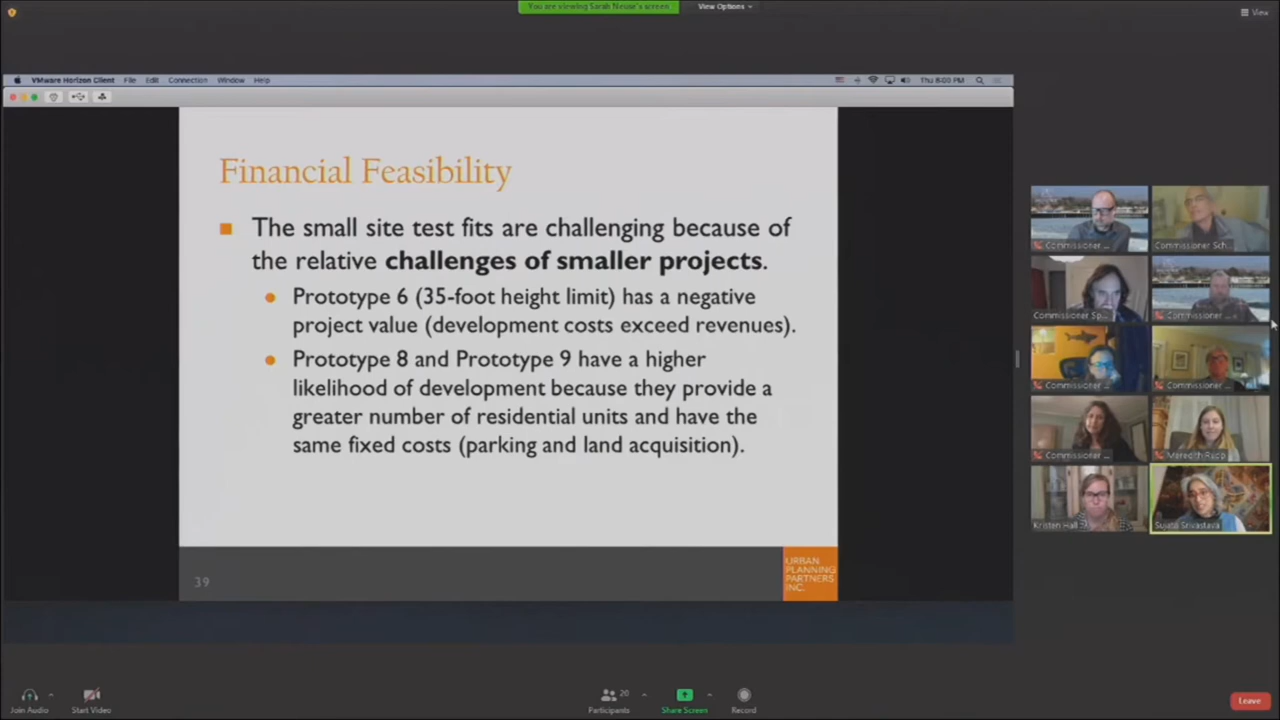 You are viewing Sarah Neuse's screen
View Options
View
VMware Horizon Client File Edit Connection Window Help
Thu 8:00 PM
Financial Feasibility
The small site test fits are challenging because of
the relative challenges of smaller projects.
Prototype 6 (35-foot height limit) has a negative
project value (development costs exceed revenues).
Prototype 8 and Prototype 9 have a higher
likelihood of development because they provide a
greater number of residential units and have the
same fixed costs (parking and land acquisition).
39
URBAN
PLANNING
PARTNERS
INC.
Commissioner ...
Commissioner Sch...
Commissioner Sp...
Commissioner ...
Commissioner ...
Commissioner ...
Commissioner ...
Meredith Rupp
Kristen Hall
Sujata Srivastava
Join Audio
Start Video
20
Participants
Share Screen
Record
Leave